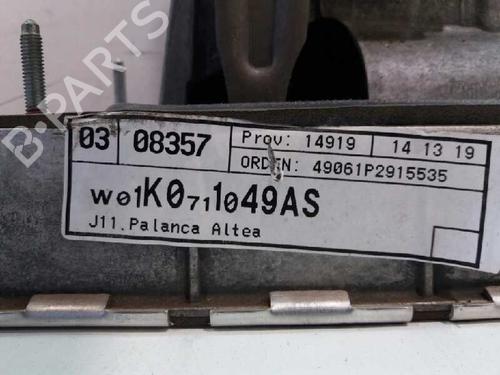 B-PARTS
03 08357 Prov: 14919 14 13 19
ORDEN: 49061P2915535
W01K0711049AS
J11.Palanca Altea